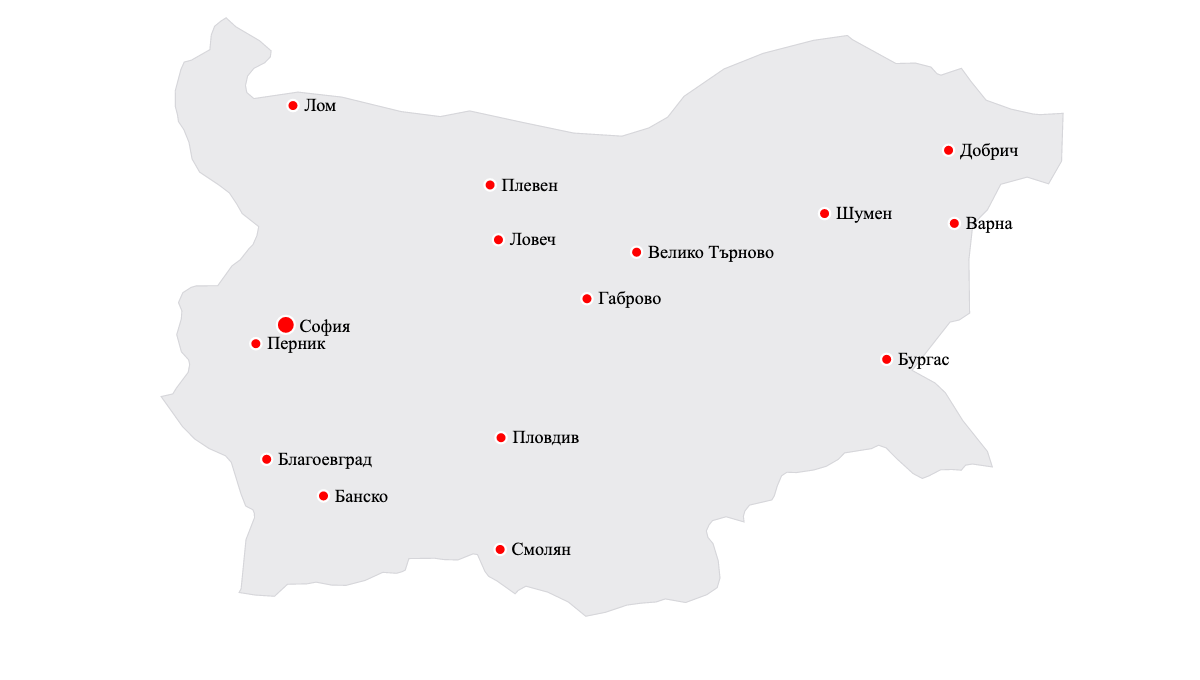 Лом
Добрич
Плевен
Шумен
Варна
Ловеч
Велико Търново
Габрово
София
Перник
Бургас
Пловдив
Благоевград
Банско
Смолян